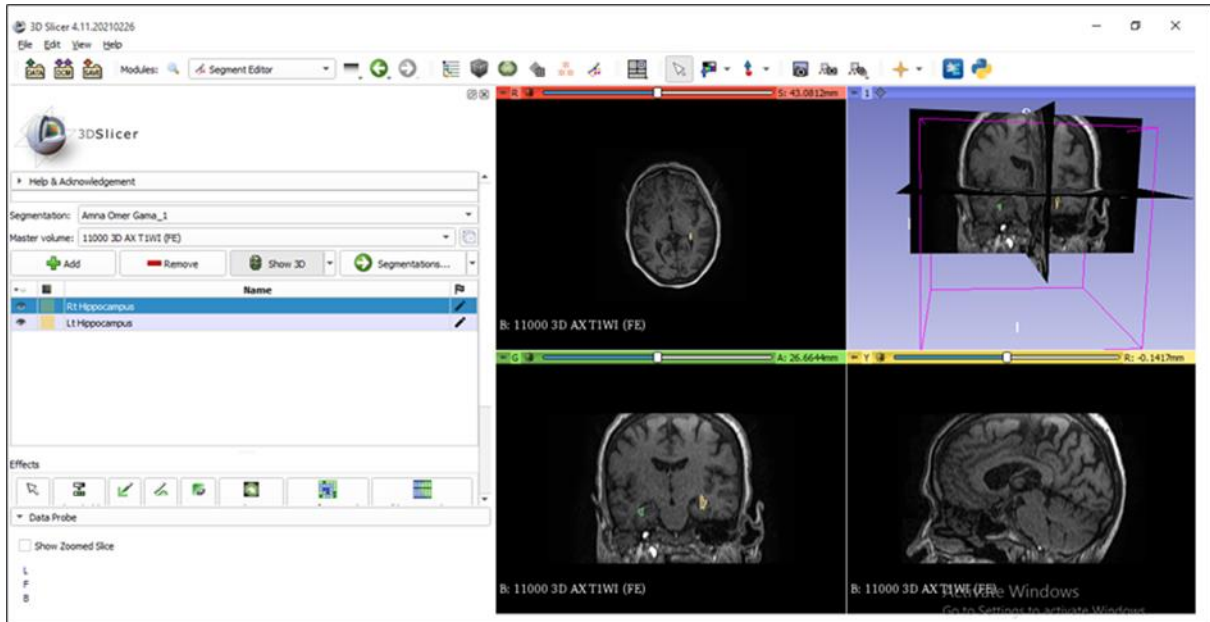 3D Slicer 4.11.20210226
File Edit View Help
DATA DCM SAVE Modules: Segment Editor
R S: 43.0812mm 1
3DSlicer
Help & Acknowledgement
Segmentation: Amna Omer Gama_1
Master volume: 11000 3D AX T1WI (FE)
Add Remove Show 3D Segmentations...
Name
Rt Hippocampus
Lt Hippocampus
B: 11000 3D AX T1WI (FE)
G A: 26.6644mm Y R: -0.1417mm
Effects
Data Probe
Show Zoomed Slice
L
F
B
B: 11000 3D AX T1WI (FE) B: 11000 3D AX T1WI (FE)
Activate Windows
Go to Settings to activate Windows.